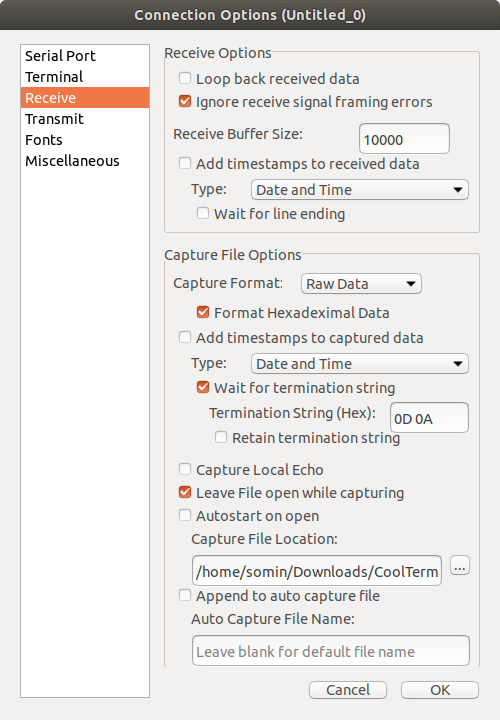 Connection Options (Untitled_0)
Serial Port
Terminal
Receive
Transmit
Fonts
Miscellaneous
Receive Options
Loop back received data
Ignore receive signal framing errors
Receive Buffer Size: 10000
Add timestamps to received data
Type: Date and Time
Wait for line ending
Capture File Options
Capture Format: Raw Data
Format Hexadeximal Data
Add timestamps to captured data
Type: Date and Time
Wait for termination string
Termination String (Hex): 0D 0A
Retain termination string
Capture Local Echo
Leave File open while capturing
Autostart on open
Capture File Location:
/home/somin/Downloads/CoolTerm ...
Append to auto capture file
Auto Capture File Name:
Leave blank for default file name
Cancel OK